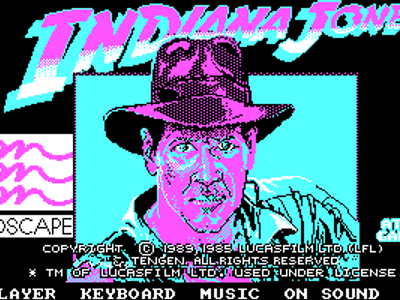 INDIANA JONE
DSCAPE
COPYRIGHT (C) 1989, 1985 LUCASFILM LTD.(LFL)
& TENGEN. ALL RIGHTS RESERVED
* TM OF LUCASFILM LTD. USED UNDER LICENSE
LAYER KEYBOARD MUSIC ON SOUND